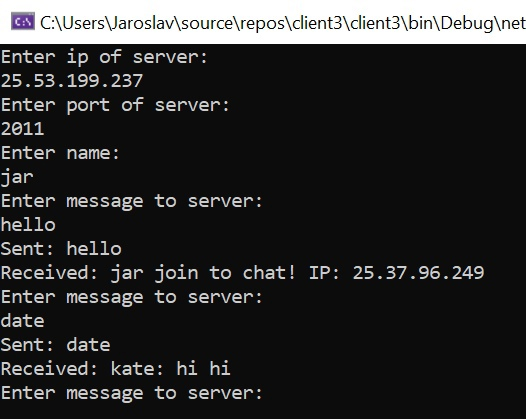 C:\Users\Jaroslav\source\repos\client3\client3\bin\Debug\net
Enter ip of server:
25.53.199.237
Enter port of server:
2011
Enter name:
jar
Enter message to server:
hello
Sent: hello
Received: jar join to chat! IP: 25.37.96.249
Enter message to server:
date
Sent: date
Received: kate: hi hi
Enter message to server: